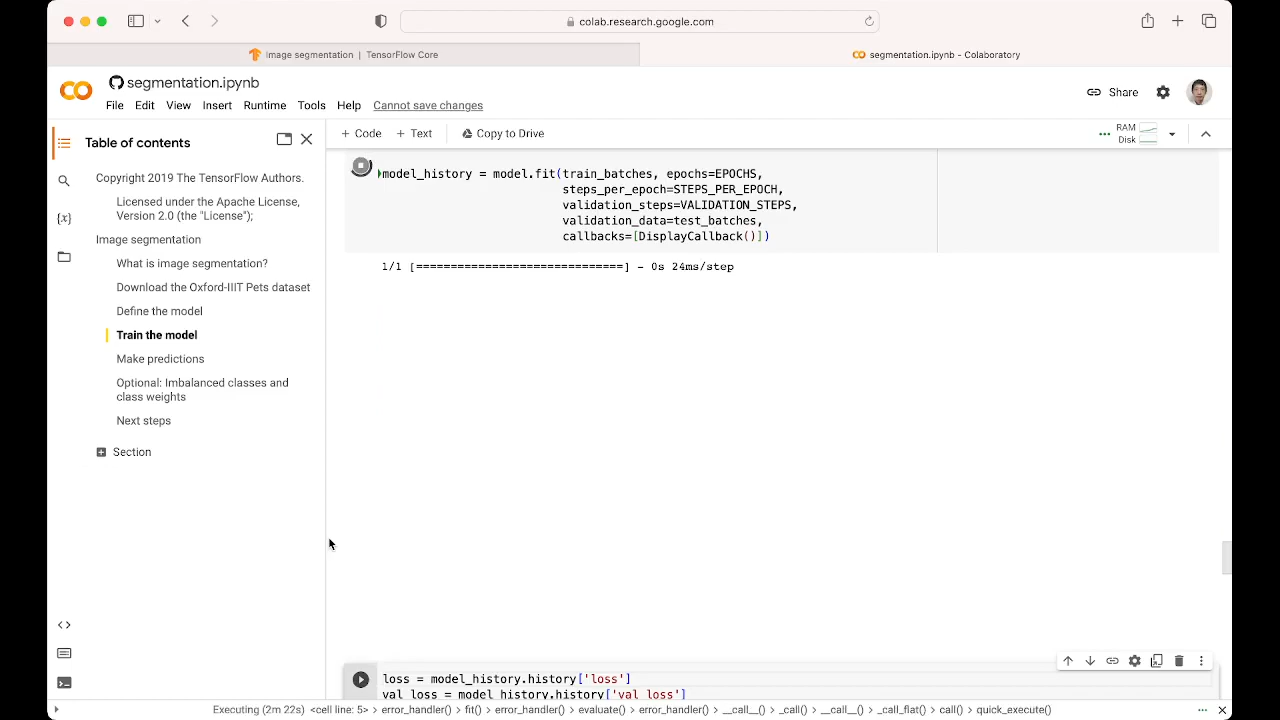 colab.research.google.com
Image segmentation | TensorFlow Core
segmentation.ipynb - Colaboratory
segmentation.ipynb
File Edit View Insert Runtime Tools Help Cannot save changes
Share
Table of contents
+ Code + Text Copy to Drive
RAM
Disk
Copyright 2019 The TensorFlow Authors.
Licensed under the Apache License,
Version 2.0 (the "License");
Image segmentation
What is image segmentation?
Download the Oxford-IIIT Pets dataset
Define the model
Train the model
Make predictions
Optional: Imbalanced classes and
class weights
Next steps
Section
model_history = model.fit(train_batches, epochs=EPOCHS,
steps_per_epoch=STEPS_PER_EPOCH,
validation_steps=VALIDATION_STEPS,
validation_data=test_batches,
callbacks=[DisplayCallback()])
1/1 [==============================] - 0s 24ms/step
loss = model_history.history['loss']
val_loss = model_history.history['val_loss']
Executing (2m 22s) <cell line: 5> > error_handler() > fit() > error_handler() > evaluate() > error_handler() > __call__() > _call() > __call__() > _call_flat() > call() > quick_execute()